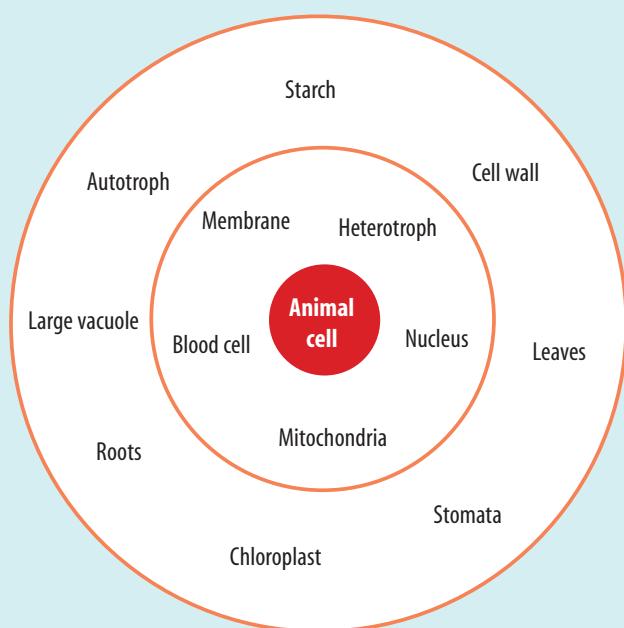 Starch
Cell wall
Autotroph
Membrane
Heterotroph
Large vacuole
Animal
cell
Blood cell
Nucleus
Leaves
Mitochondria
Roots
Stomata
Chloroplast